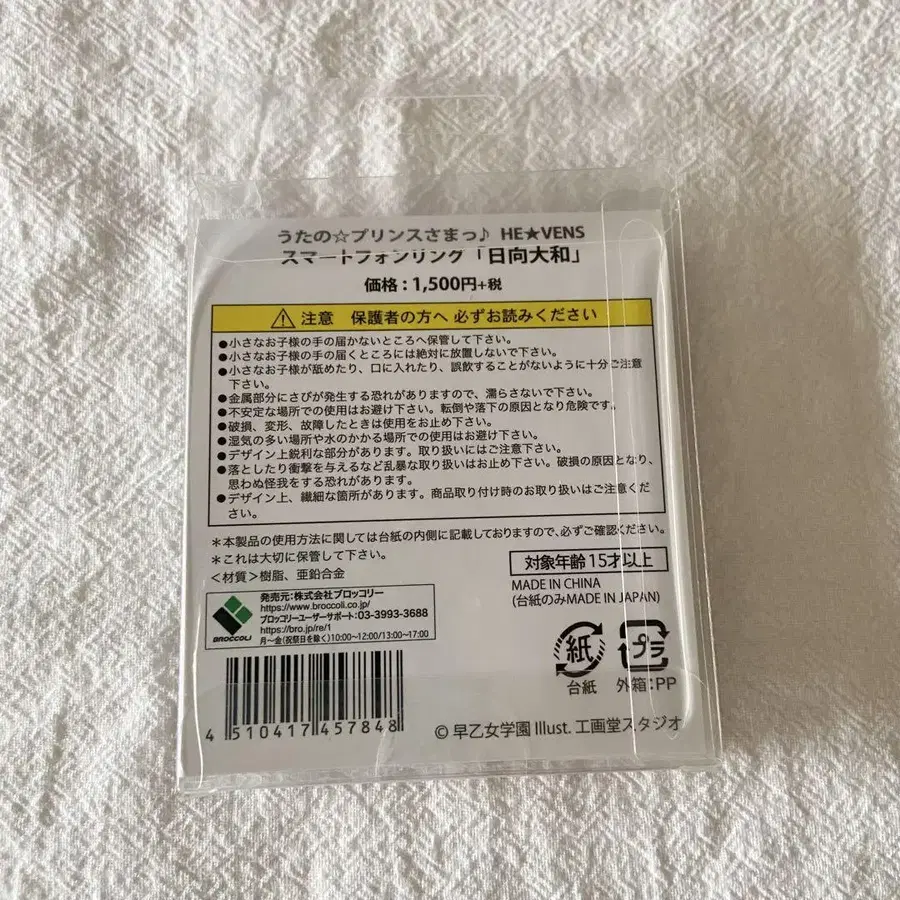 うたの☆プリンスさまっ♪ HE★VENS
スマートフォンリング「日向大和」
価格：1,500円+税
注意 保護者の方へ 必ずお読みください
●小さなお子様の手の届かないところへ保管して下さい。
●小さなお子様の手の届くところには絶対に放置しないで下さい。
●小さなお子様が舐めたり、口に入れたり、誤飲することがないように十分ご注意
下さい。
●金属部分にさびが発生する恐れがありますので、濡らさないで下さい。
●不安定な場所での使用はお避け下さい。転倒や落下の原因となり危険です。
●破損、変形、故障したときは使用をお止め下さい。
●湿気の多い場所や水のかかる場所での使用はお避け下さい。
●デザイン上鋭利な部分があります。取り扱いにはご注意下さい。
●落としたり衝撃を与えるなど乱暴な取り扱いはお止め下さい。破損の原因となり、
思わぬ怪我をする恐れがあります。
●デザイン上、繊細な箇所があります。商品取り付け時のお取り扱いはご注意くだ
さい。
＊本製品の使用方法に関しては台紙の内側に記載しておりますので、必ずご確認ください。
＊これは大切に保管して下さい。
＜材質＞樹脂、亜鉛合金
対象年齢15才以上
MADE IN CHINA
(台紙のみMADE IN JAPAN)
BROCCOLI
発売元：株式会社ブロッコリー
https://www.broccoli.co.jp/
ブロッコリーユーザーサポート：03-3993-3688
https://bro.jp/re/1
月〜金(祝祭日を除く)10:00〜12:00/13:00〜17:00
紙
台紙
プラ
外箱：PP
4 510417 457848
© 早乙女学園 Illust. 工画堂スタジオ